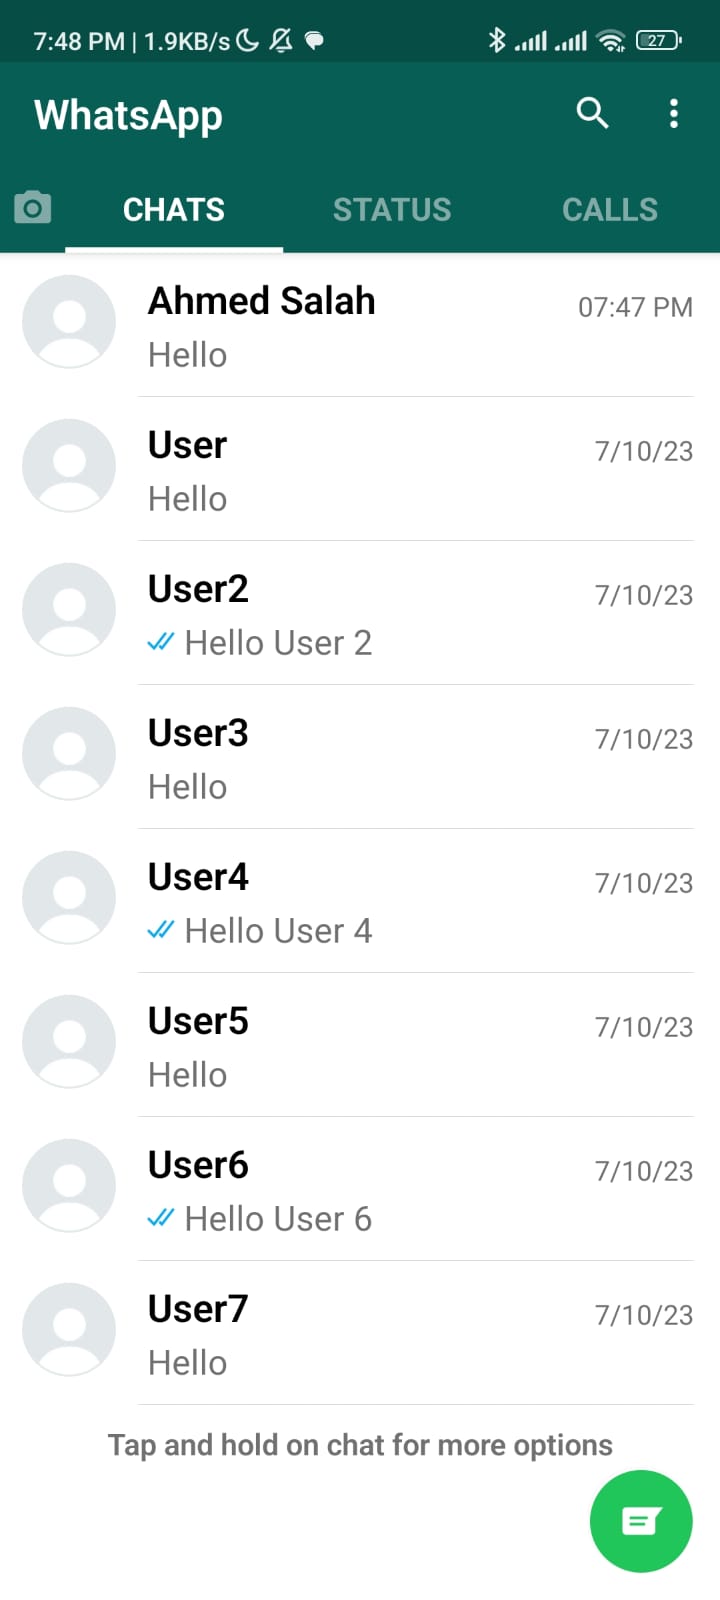 7:48 PM | 1.9KB/s 27
WhatsApp
CHATS STATUS CALLS
Ahmed Salah 07:47 PM
Hello
User 7/10/23
Hello
User2 7/10/23
Hello User 2
User3 7/10/23
Hello
User4 7/10/23
Hello User 4
User5 7/10/23
Hello
User6 7/10/23
Hello User 6
User7 7/10/23
Hello
Tap and hold on chat for more options